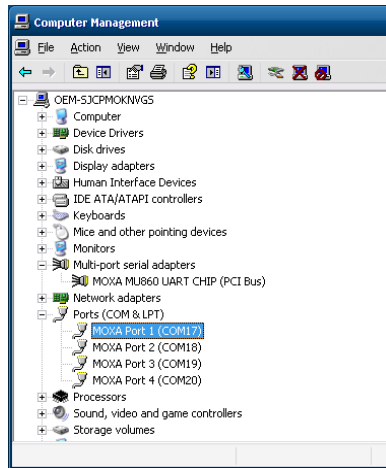 Computer Management
File Action View Window Help
OEM-SJCPMOKNVGS
Computer
Device Drivers
Disk drives
Display adapters
Human Interface Devices
IDE ATA/ATAPI controllers
Keyboards
Mice and other pointing devices
Monitors
Multi-port serial adapters
MOXA MU860 UART CHIP (PCI Bus)
Network adapters
Ports (COM & LPT)
MOXA Port 1 (COM17)
MOXA Port 2 (COM18)
MOXA Port 3 (COM19)
MOXA Port 4 (COM20)
Processors
Sound, video and game controllers
Storage volumes